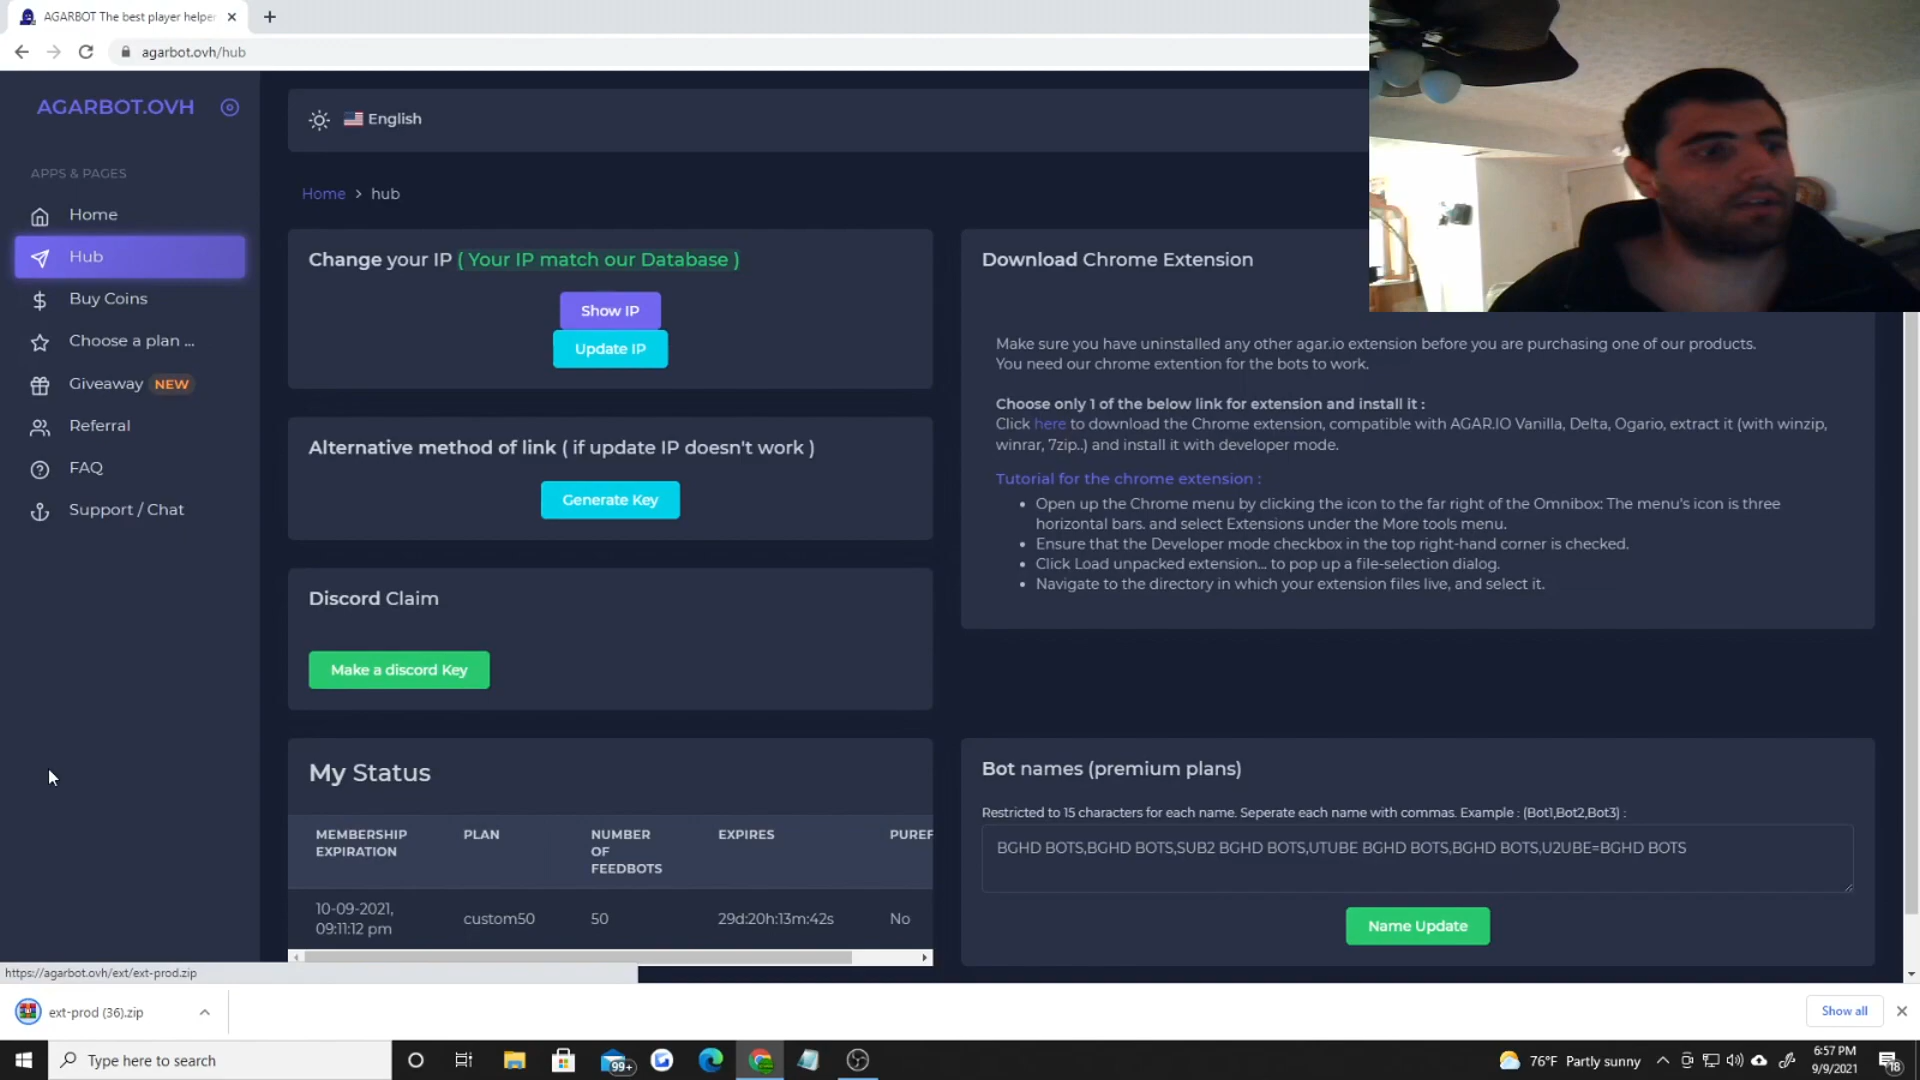 AGARBOT The best player helper
agarbot.ovh/hub
AGARBOT.OVH
English
APPS & PAGES
Home
Hub
Buy Coins
Choose a plan ...
Giveaway NEW
Referral
FAQ
Support / Chat
Home > hub
Change your IP ( Your IP match our Database )
Show IP
Update IP
Alternative method of link ( if update IP doesn't work )
Generate Key
Discord Claim
Make a discord Key
Download Chrome Extension
Make sure you have uninstalled any other agar.io extension before you are purchasing one of our products.
You need our chrome extention for the bots to work.
Choose only 1 of the below link for extension and install it :
Click here to download the Chrome extension, compatible with AGAR.IO Vanilla, Delta, Ogario, extract it (with winzip,
winrar, 7zip..) and install it with developer mode.
Tutorial for the chrome extension :
Open up the Chrome menu by clicking the icon to the far right of the Omnibox: The menu's icon is three
horizontal bars. and select Extensions under the More tools menu.
Ensure that the Developer mode checkbox in the top right-hand corner is checked.
Click Load unpacked extension... to pop up a file-selection dialog.
Navigate to the directory in which your extension files live, and select it.
My Status
MEMBERSHIP EXPIRATION
PLAN
NUMBER OF FEEDBOTS
EXPIRES
PUREF
10-09-2021, 09:11:12 pm
custom50
50
29d:20h:13m:42s
No
Bot names (premium plans)
Restricted to 15 characters for each name. Seperate each name with commas. Example : (Bot1,Bot2,Bot3) :
BGHD BOTS,BGHD BOTS,SUB2 BGHD BOTS,UTUBE BGHD BOTS,BGHD BOTS,U2UBE=BGHD BOTS
Name Update
https://agarbot.ovh/ext/ext-prod.zip
ext-prod (36).zip
Show all
Type here to search
99+
76°F Partly sunny
6:57 PM
9/9/2021
18